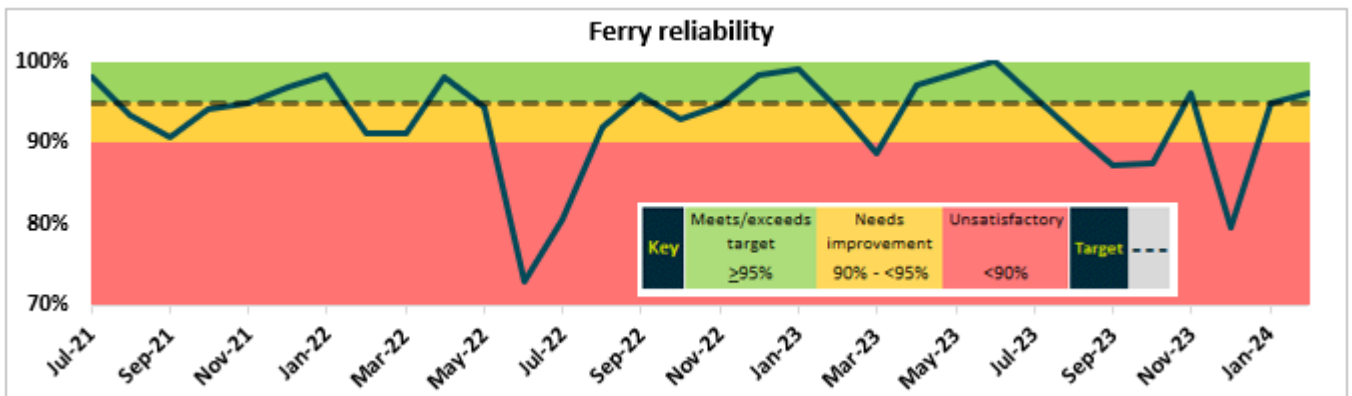 Ferry reliability
100%
90%
80%
70%
Key
Meets/exceeds
target
≥95%
Needs
improvement
90% - <95%
Unsatisfactory
<90%
Target
Jul-21
Sep-21
Nov-21
Jan-22
Mar-22
May-22
Jul-22
Sep-22
Nov-22
Jan-23
Mar-23
May-23
Jul-23
Sep-23
Nov-23
Jan-24